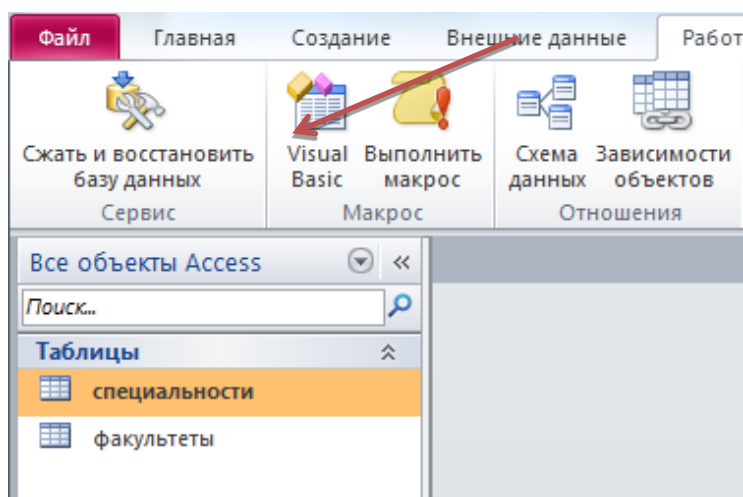 Файл Главная Создание Внешние данные Работ
Сжать и восстановить базу данных
Visual Basic
Выполнить макрос
Схема данных
Зависимости объектов
Сервис Макрос Отношения
Все объекты Access
Поиск...
Таблицы
специальности
факультеты